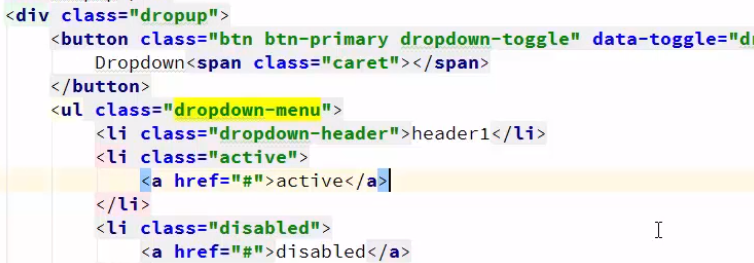 <div class="dropup">
<button class="btn btn-primary dropdown-toggle" data-toggle="
Dropdown<span class="caret"></span>
</button>
<ul class="dropdown-menu">
<li class="dropdown-header">header1</li>
<li class="active">
<a href="#">active</a>
</li>
<li class="disabled">
<a href="#">disabled</a>